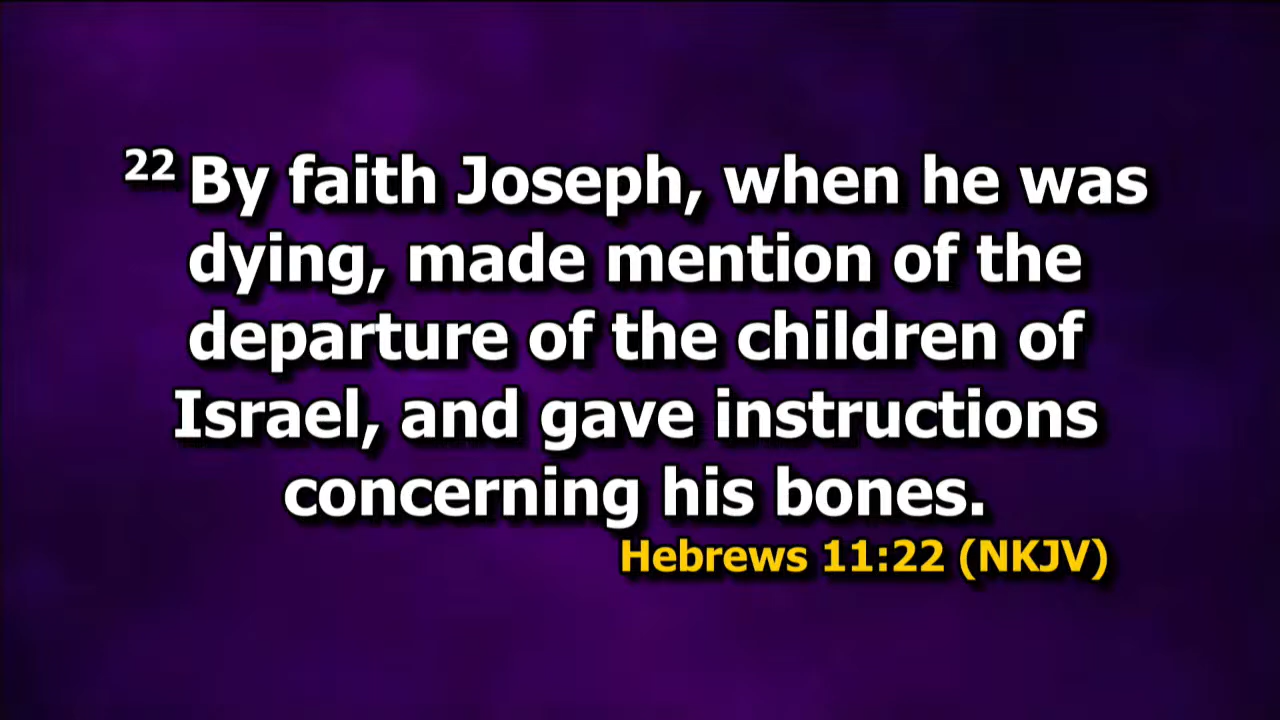 22 By faith Joseph, when he was
dying, made mention of the
departure of the children of
Israel, and gave instructions
concerning his bones.
Hebrews 11:22 (NKJV)